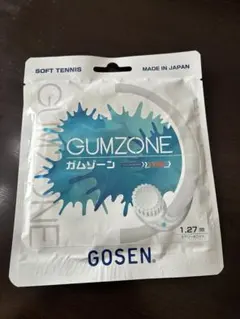 SOFT TENNIS
MADE IN JAPAN
GUMZONE
GUMZONE
ガムゾーン
1.27
GOSEN